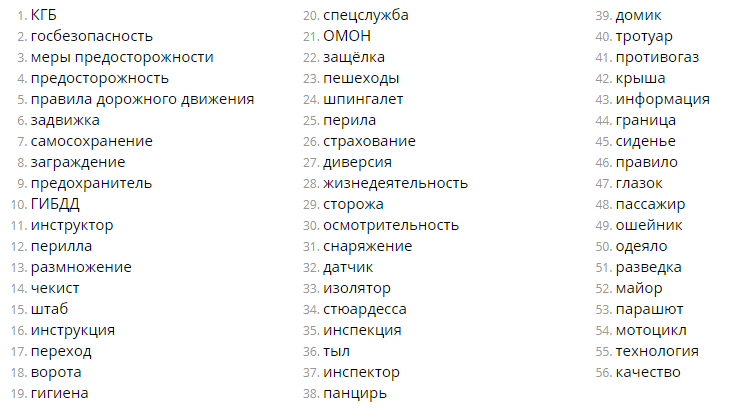 1. КГБ
2. госбезопасность
3. меры предосторожности
4. предосторожность
5. правила дорожного движения
6. задвижка
7. самосохранение
8. заграждение
9. предохранитель
10. ГИБДД
11. инструктор
12. перилла
13. размножение
14. чекист
15. штаб
16. инструкция
17. переход
18. ворота
19. гигиена
20. спецслужба
21. ОМОН
22. защёлка
23. пешеходы
24. шпингалет
25. перила
26. страхование
27. диверсия
28. жизнедеятельность
29. сторожа
30. осмотрительность
31. снаряжение
32. датчик
33. изолятор
34. стюардесса
35. инспекция
36. тыл
37. инспектор
38. панцирь
39. домик
40. тротуар
41. противогаз
42. крыша
43. информация
44. граница
45. сиденье
46. правило
47. глазок
48. пассажир
49. ошейник
50. одеяло
51. разведка
52. майор
53. парашют
54. мотоцикл
55. технология
56. качество